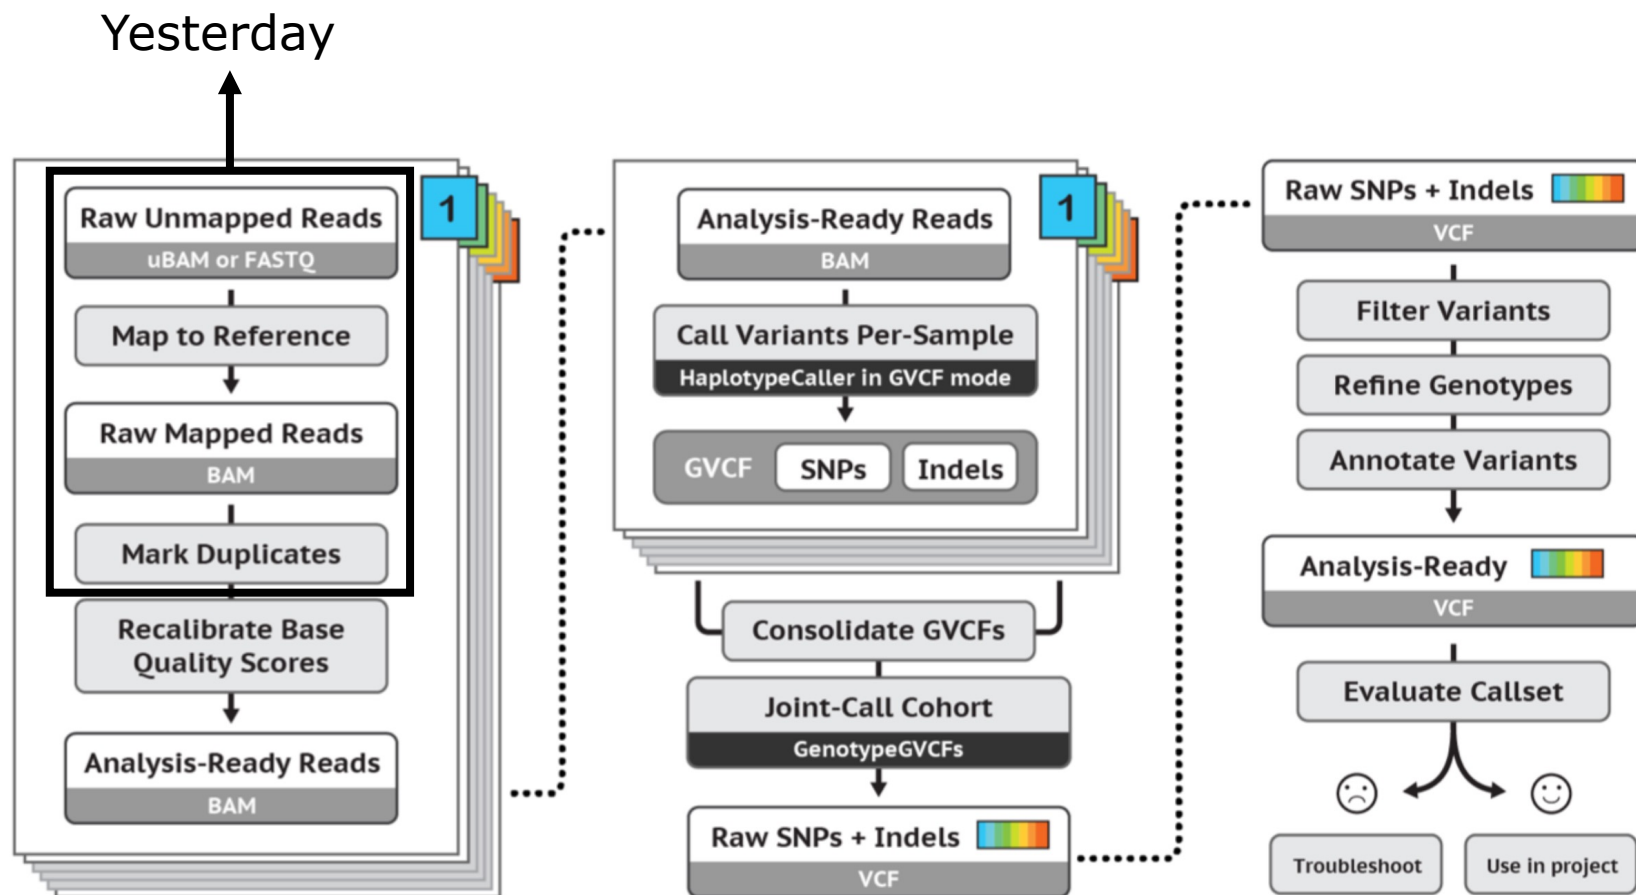 Yesterday
1
Raw Unmapped Reads
uBAM or FASTQ
Map to Reference
Raw Mapped Reads
BAM
Mark Duplicates
Recalibrate Base
Quality Scores
Analysis-Ready Reads
BAM
1
Analysis-Ready Reads
BAM
Call Variants Per-Sample
HaplotypeCaller in GVCF mode
GVCF SNPs Indels
Consolidate GVCFs
Joint-Call Cohort
GenotypeGVCFs
Raw SNPs + Indels
VCF
Raw SNPs + Indels
VCF
Filter Variants
Refine Genotypes
Annotate Variants
Analysis-Ready
VCF
Evaluate Callset
Troubleshoot
Use in project